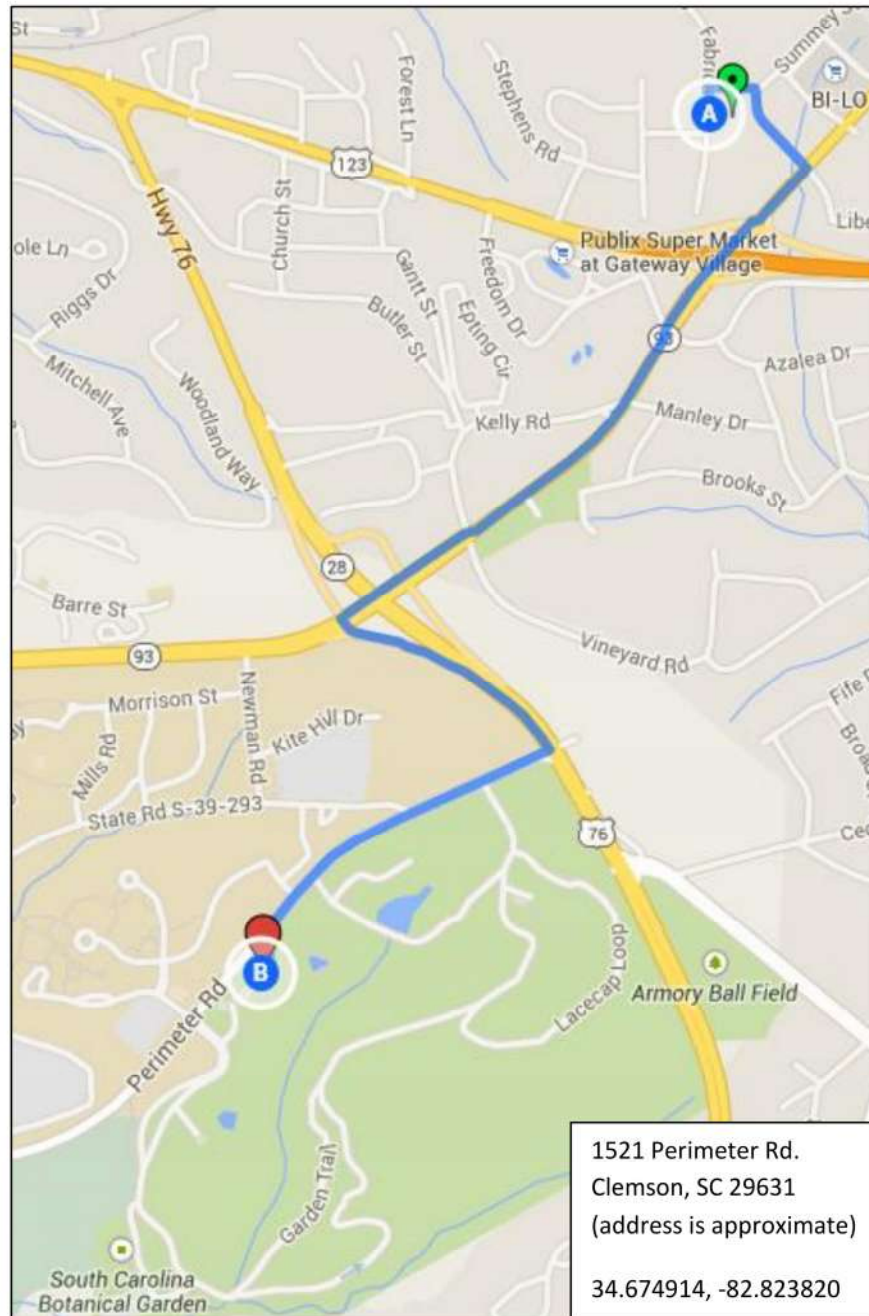 St
Fabric
Summey S
BI-LO
A
Forest Ln
Stephens Rd
123
Hwy 76
Church St
ole Ln
Riggs Dr
Publix Super Market
at Gateway Village
Libe
Freedom Dr
Gantt St
Epting Cir
Butler St
93
Azalea Dr
Mitchell Ave
Woodland Way
Kelly Rd
Manley Dr
Brooks St
28
Barre St
93
Vineyard Rd
Morrison St
Newman Rd
Kite Hill Dr
Mills Rd
Fife
Broad
State Rd S-39-293
76
Ced
B
Perimeter Rd
Lacecap Loop
Armory Ball Field
Garden Trail
South Carolina
Botanical Garden
1521 Perimeter Rd.
Clemson, SC 29631
(address is approximate)
34.674914, -82.823820